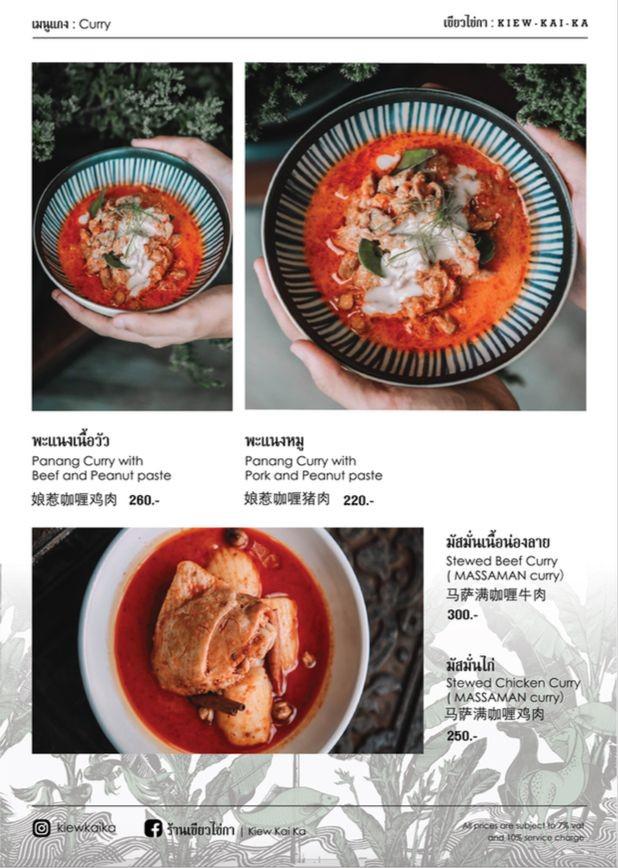 เมนูแกง : Curry
เขียวไข่กา : KIEW-KAI-KA
พะแนงเนื้อวัว
Panang Curry with
Beef and Peanut paste
娘惹咖喱鸡肉 260.-
พะแนงหมู
Panang Curry with
Pork and Peanut paste
娘惹咖喱猪肉 220.-
มัสมั่นเนื้อน่องลาย
Stewed Beef Curry
( MASSAMAN curry)
马萨满咖喱牛肉
300.-
มัสมั่นไก่
Stewed Chicken Curry
( MASSAMAN curry)
马萨满咖喱鸡肉
250.-
kiewkaika
ร้านเขียวไข่กา | Kiew Kai Ka
All prices are subject to 7% vat
and 10% service charge